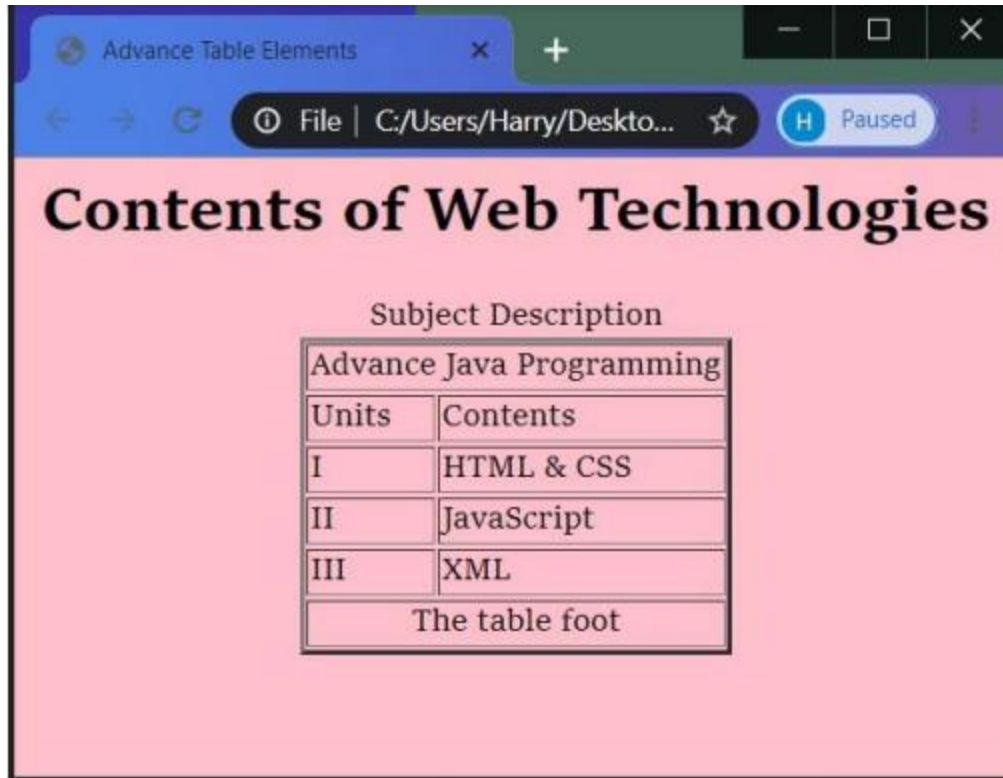 Advance Table Elements
File | C:/Users/Harry/Deskto...
H Paused
Contents of Web Technologies
Subject Description
Advance Java Programming
Units Contents
I HTML & CSS
II JavaScript
III XML
The table foot